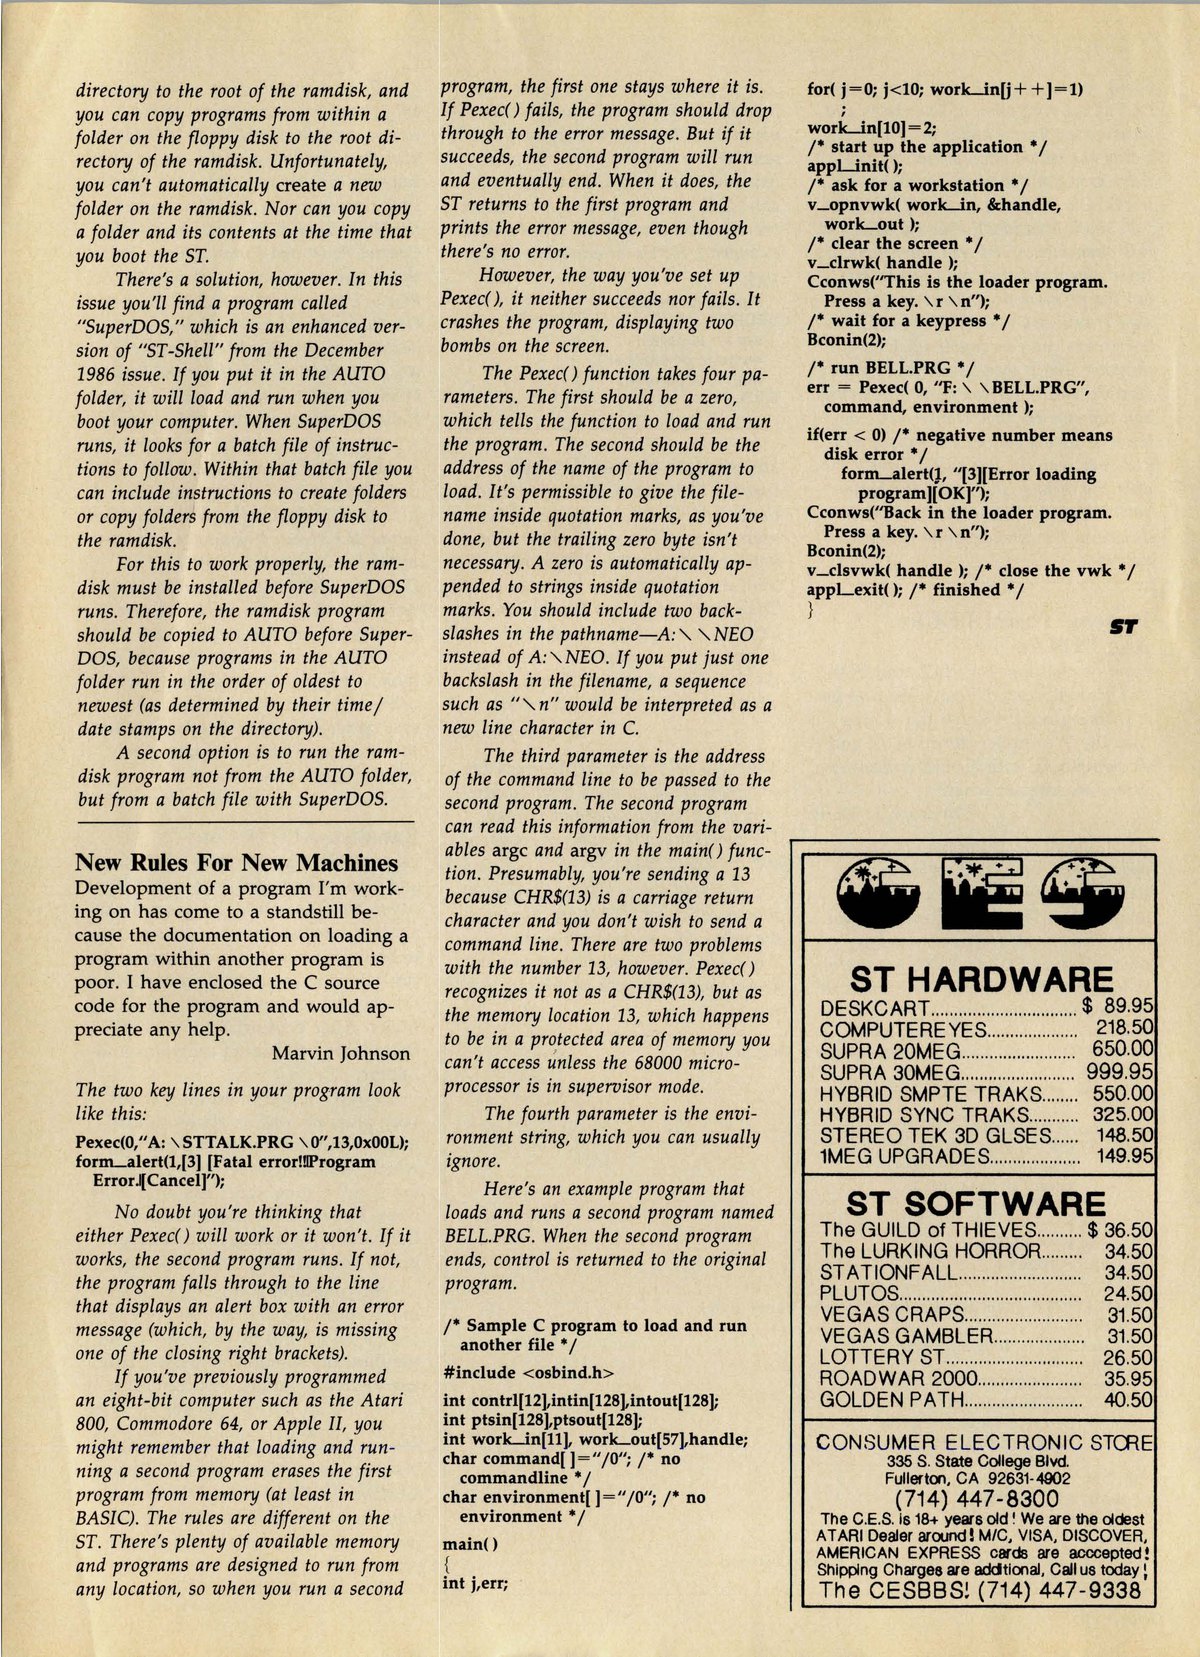 directory to the root of the ramdisk, and
you can copy programs from within a
folder on the floppy disk to the root di-
rectory of the ramdisk. Unfortunately,
you can't automatically create a new
folder on the ramdisk. Nor can you copy
a folder and its contents at the time that
you boot the ST.
There's a solution, however. In this
issue you'll find a program called
"SuperDOS," which is an enhanced ver-
sion of "ST-Shell" from the December
1986 issue. If you put it in the AUTO
folder, it will load and run when you
boot your computer. When SuperDOS
runs, it looks for a batch file of instruc-
tions to follow. Within that batch file you
can include instructions to create folders
or copy folders from the floppy disk to
the ramdisk.
For this to work properly, the ram-
disk must be installed before SuperDOS
runs. Therefore, the ramdisk program
should be copied to AUTO before Super-
DOS, because programs in the AUTO
folder run in the order of oldest to
newest (as determined by their time/
date stamps on the directory).
A second option is to run the ram-
disk program not from the AUTO folder,
but from a batch file with SuperDOS.
New Rules For New Machines
Development of a program I'm work-
ing on has come to a standstill be-
cause the documentation on loading a
program within another program is
poor. I have enclosed the C source
code for the program and would ap-
preciate any help.
Marvin Johnson
The two key lines in your program look
like this:
Pexec(0,"A: \STTALK.PRG \0",13,0x00L);
form_alert(1,[3] [Fatal error!!|Program
Error.][Cancel]");
No doubt you're thinking that
either Pexec( ) will work or it won't. If it
works, the second program runs. If not,
the program falls through to the line
that displays an alert box with an error
message (which, by the way, is missing
one of the closing right brackets).
If you've previously programmed
an eight-bit computer such as the Atari
800, Commodore 64, or Apple II, you
might remember that loading and run-
ning a second program erases the first
program from memory (at least in
BASIC). The rules are different on the
ST. There's plenty of available memory
and programs are designed to run from
any location, so when you run a second
program, the first one stays where it is.
If Pexec( ) fails, the program should drop
through to the error message. But if it
succeeds, the second program will run
and eventually end. When it does, the
ST returns to the first program and
prints the error message, even though
there's no error.
However, the way you've set up
Pexec(), it neither succeeds nor fails. It
crashes the program, displaying two
bombs on the screen.
The Pexec( ) function takes four pa-
rameters. The first should be a zero,
which tells the function to load and run
the program. The second should be the
address of the name of the program to
load. It's permissible to give the file-
name inside quotation marks, as you've
done, but the trailing zero byte isn't
necessary. A zero is automatically ap-
pended to strings inside quotation
marks. You should include two back-
slashes in the pathname—A:\ \NEO
instead of A:\NEO. If you put just one
backslash in the filename, a sequence
such as "\n" would be interpreted as a
new line character in C.
The third parameter is the address
of the command line to be passed to the
second program. The second program
can read this information from the vari-
ables argc and argv in the main() func-
tion. Presumably, you're sending a 13
because CHR$(13) is a carriage return
character and you don't wish to send a
command line. There are two problems
with the number 13, however. Pexec( )
recognizes it not as a CHR$(13), but as
the memory location 13, which happens
to be in a protected area of memory you
can't access unless the 68000 micro-
processor is in supervisor mode.
The fourth parameter is the envi-
ronment string, which you can usually
ignore.
Here's an example program that
loads and runs a second program named
BELL.PRG. When the second program
ends, control is returned to the original
program.
/* Sample C program to load and run
another file */
#include <osbind.h>
int contrl[12],intin[128],intout[128];
int ptsin[128],ptsout[128];
int work_in[11], work_out[57],handle;
char command[ ]="/0"; /* no
commandline */
char environment[ ]="/0"; /* no
environment */
main( )
{
int j,err;
for( j=0; j<10; work_in[j++]=1)
;
work_in[10]=2;
/* start up the application */
appl_init( );
/* ask for a workstation */
v_opnvwk( work_in, &handle,
work_out );
/* clear the screen */
v_clrwk( handle );
Cconws("This is the loader program.
Press a key. \r \n");
/* wait for a keypress */
Bconin(2);
/* run BELL.PRG */
err = Pexec( 0, "F: \ \BELL.PRG",
command, environment );
if(err < 0) /* negative number means
disk error */
form_alert(1, "[3][Error loading
program][OK]");
Cconws("Back in the loader program.
Press a key. \r \n");
Bconin(2);
v_clsvwk( handle ); /* close the vwk */
appl_exit( ); /* finished */
}
ST
CES
ST HARDWARE
DESKCART................................ $ 89.95
COMPUTEREYES.................... 218.50
SUPRA 20MEG......................... 650.00
SUPRA 30MEG......................... 999.95
HYBRID SMPTE TRAKS........ 550.00
HYBRID SYNC TRAKS........... 325.00
STEREO TEK 3D GLSES...... 148.50
1MEG UPGRADES.................... 149.95
ST SOFTWARE
The GUILD of THIEVES.......... $ 36.50
The LURKING HORROR......... 34.50
STATIONFALL........................... 34.50
PLUTOS........................................ 24.50
VEGAS CRAPS.......................... 31.50
VEGAS GAMBLER.................... 31.50
LOTTERY ST.............................. 26.50
ROADWAR 2000....................... 35.95
GOLDEN PATH.......................... 40.50
CONSUMER ELECTRONIC STORE
335 S. State College Blvd.
Fullerton, CA 92631-4902
(714) 447-8300
The C.E.S. is 18+ years old! We are the oldest
ATARI Dealer around! M/C, VISA, DISCOVER,
AMERICAN EXPRESS cards are acccepted!
Shipping Charges are additional, Call us today!
The CESBBS! (714) 447-9338